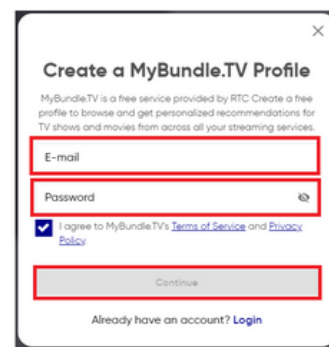 Create a MyBundle.TV Profile
MyBundle.TV is a free service provided by RTC Create a free
profile to browse and get personalized recommendations for
TV shows and movies from across all your streaming services.
E-mail
Password
I agree to MyBundle.TV's Terms of Service and Privacy
Policy.
Continue
Already have an account? Login